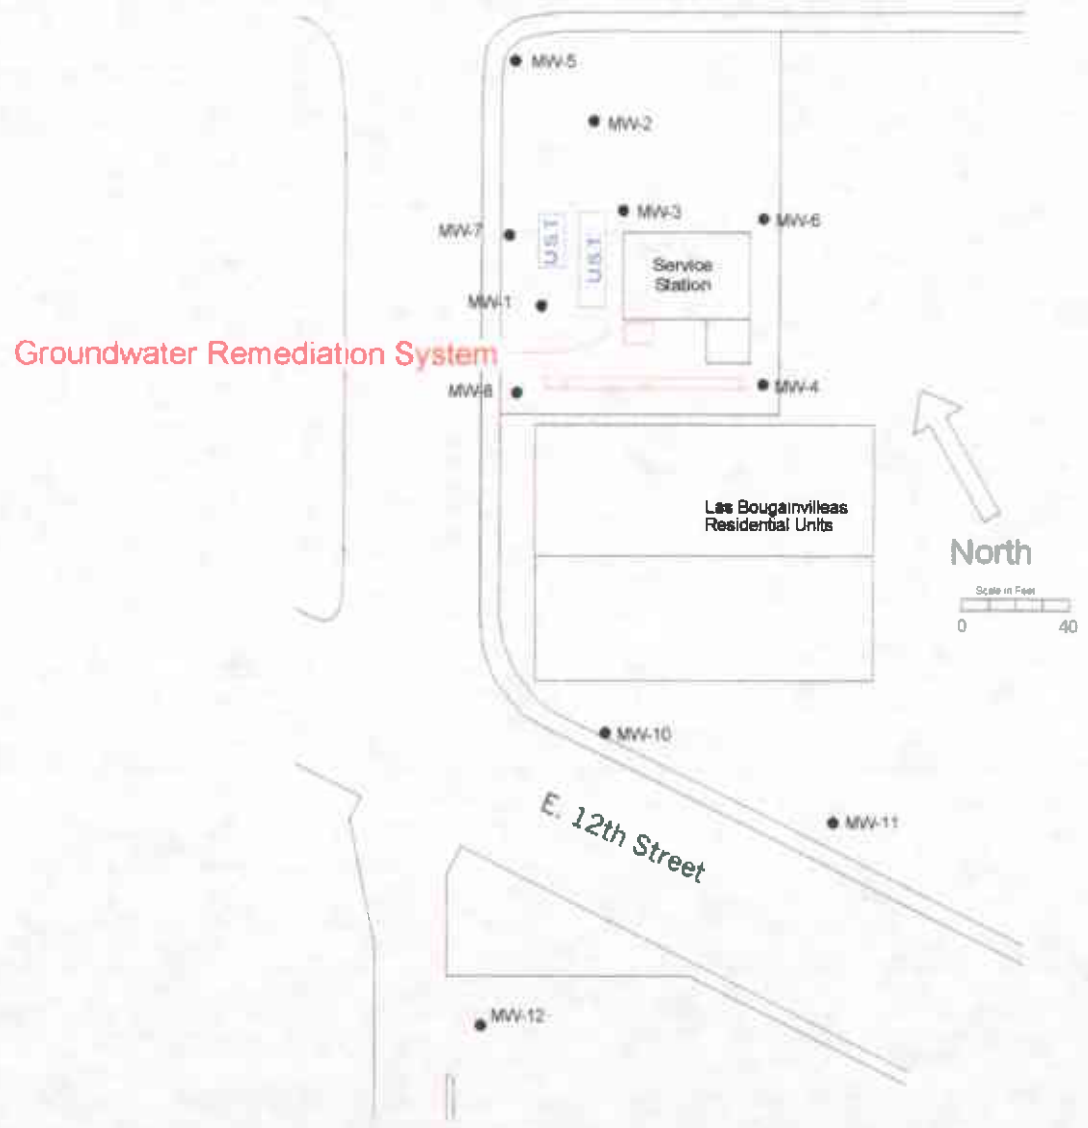 MW-5
MW-2
MW-3
MW-6
MW-7
UST
UST
Service
Station
MW-1
Groundwater Remediation System
MW-8
MW-4
Las Bougainvilleas
Residential Units
North
Scale in Feet
0 40
MW-10
E. 12th Street
MW-11
MW-12